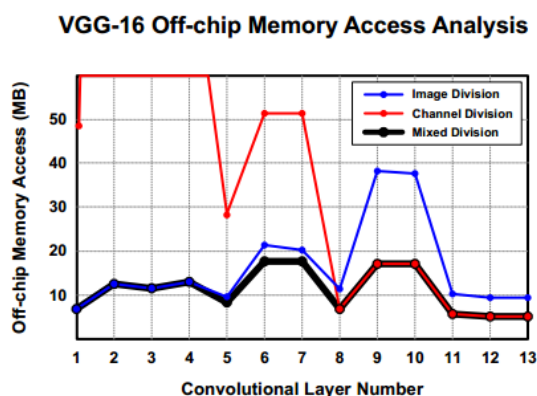 VGG-16 Off-chip Memory Access Analysis
Off-chip Memory Access (MB)
50
40
30
20
10
Image Division
Channel Division
Mixed Division
1 2 3 4 5 6 7 8 9 10 11 12 13
Convolutional Layer Number